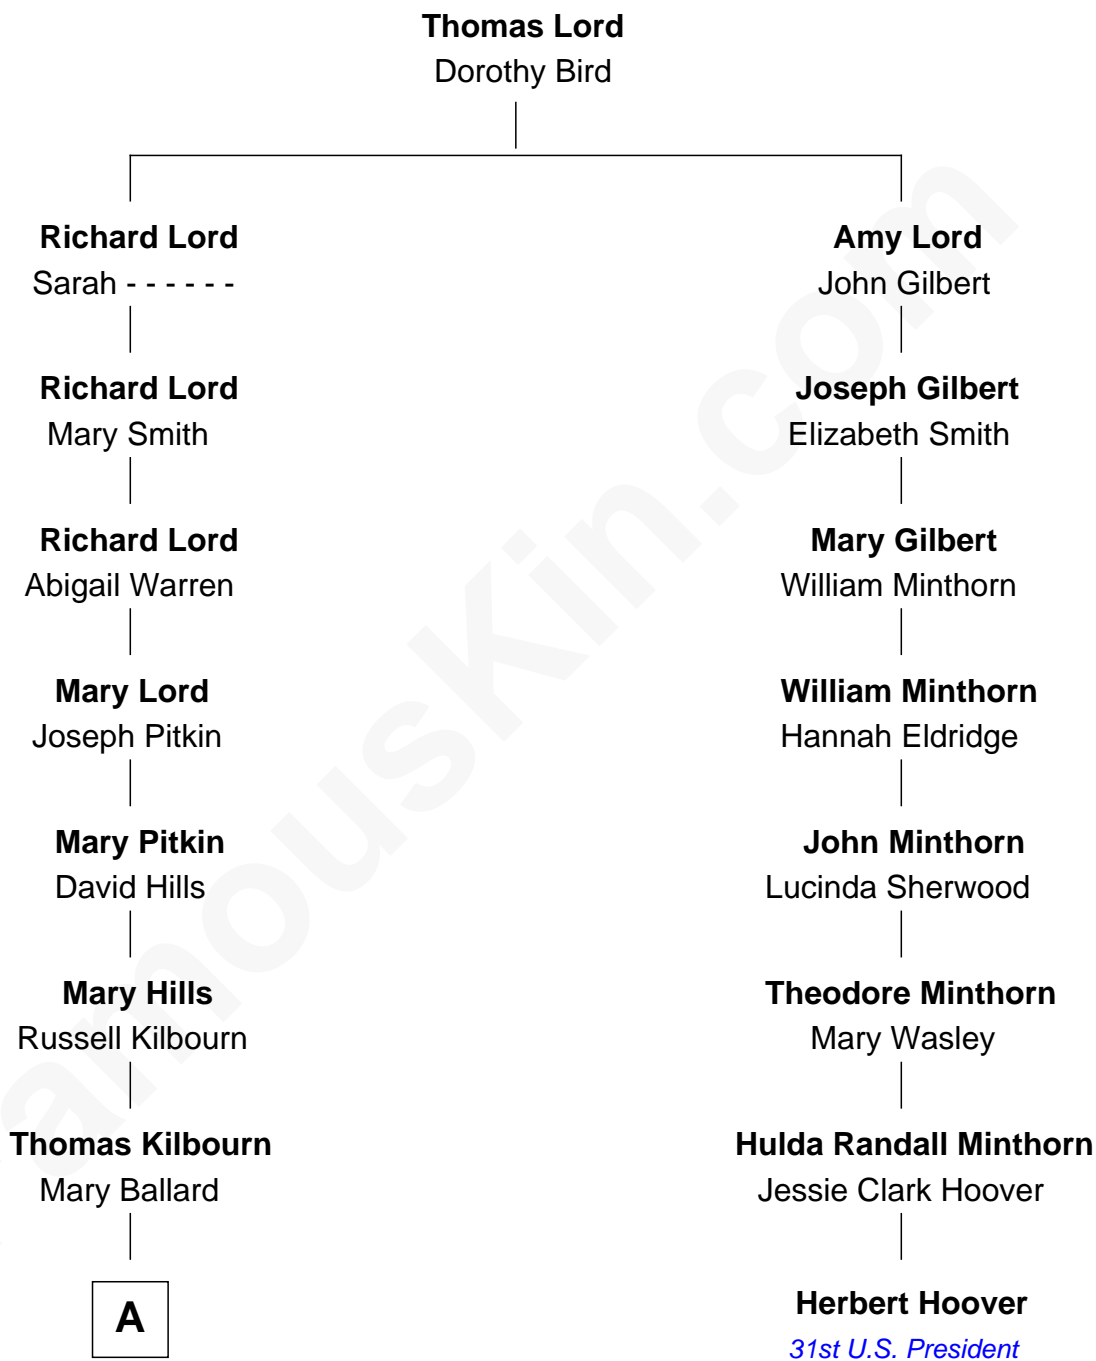 Thomas Lord
Dorothy Bird
Richard Lord
Sarah - - - - - -
Amy Lord
John Gilbert
Richard Lord
Mary Smith
Joseph Gilbert
Elizabeth Smith
Richard Lord
Abigail Warren
Mary Gilbert
William Minthorn
Mary Lord
Joseph Pitkin
William Minthorn
Hannah Eldridge
Mary Pitkin
David Hills
John Minthorn
Lucinda Sherwood
Mary Hills
Russell Kilbourn
Theodore Minthorn
Mary Wasley
Thomas Kilbourn
Mary Ballard
Hulda Randall Minthorn
Jessie Clark Hoover
A
Herbert Hoover
31st U.S. President
amousKin.com